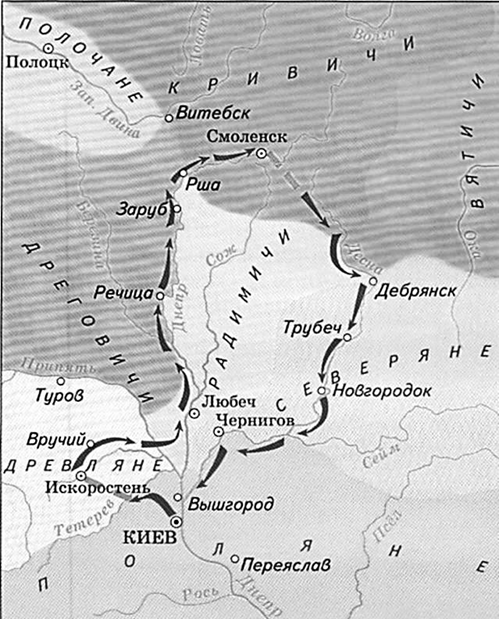 ПОЛОЧАНЕ
Полоцк
Зап. Двина
Ловать
Волга
КРИВИЧИ
Витебск
Смоленск
ВЯТИЧИ
Рша
Заруб
Березина
Сож
Десна
Ока
ДРЕГОВИЧИ
Речица
Днепр
РАДИМИЧИ
Дебрянск
Трубеч
СЕВЕРЯНЕ
Припять
Туров
Новгородок
Любеч
Чернигов
Вручий
ДРЕВЛЯНЕ
Искоростень
Сейм
Вышгород
Тетерев
КИЕВ
Псёл
ПОЛЯНЕ
Переяслав
Рось
Днепр